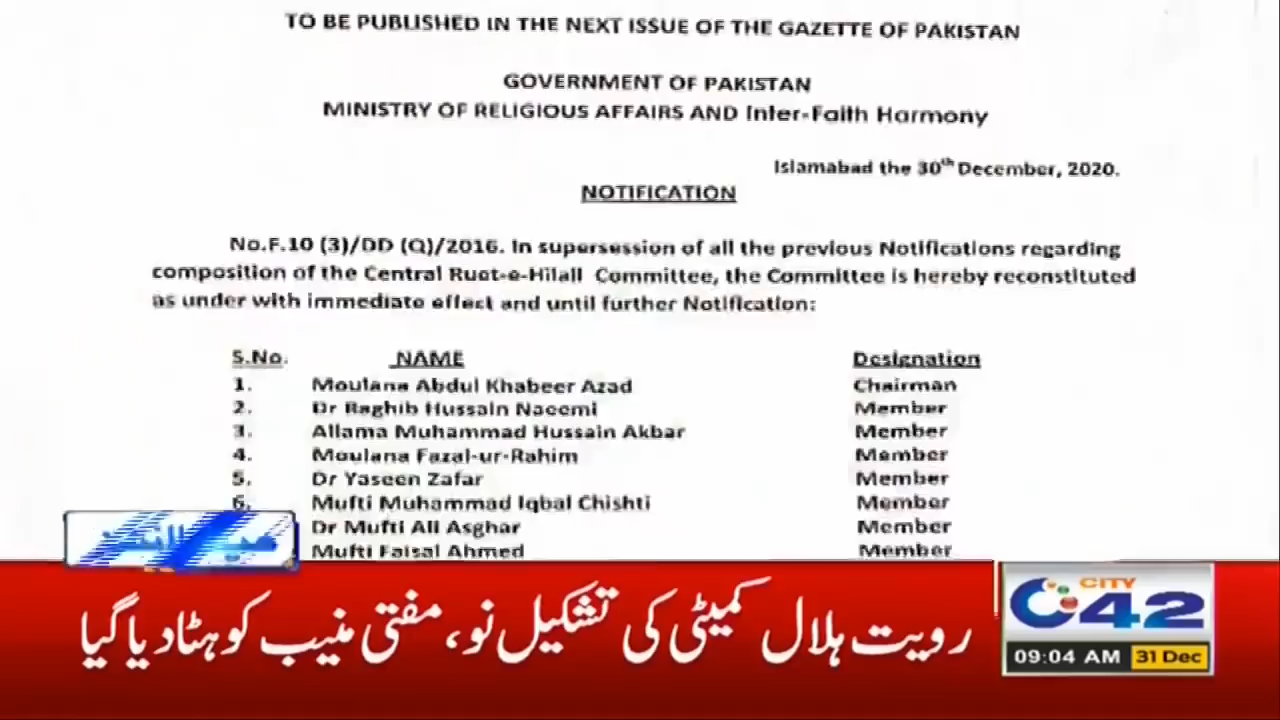 TO BE PUBLISHED IN THE NEXT ISSUE OF THE GAZETTE OF PAKISTAN
GOVERNMENT OF PAKISTAN
MINISTRY OF RELIGIOUS AFFAIRS AND Inter-Faith Harmony
Islamabad the 30th December, 2020.
NOTIFICATION
No.F.10 (3)/DD (Q)/2016. In supersession of all the previous Notifications regarding
composition of the Central Ruet-e-Hilall Committee, the Committee is hereby reconstituted
as under with immediate effect and until further Notification:
S.No. NAME Designation
1. Moulana Abdul Khabeer Azad Chairman
2. Dr Raghib Hussain Naeemi Member
3. Allama Muhammad Hussain Akbar Member
4. Moulana Fazal-ur-Rahim Member
5. Dr Yaseen Zafar Member
6. Mufti Muhammad Iqbal Chishti Member
Dr Mufti Ali Asghar Member
Mufti Faisal Ahmed Member
ہیڈ لائنز
رویت ہلال کمیٹی کی تشکیل نو، مفتی منیب کو ہٹا دیا گیا
CITY
42
09:04 AM 31 Dec